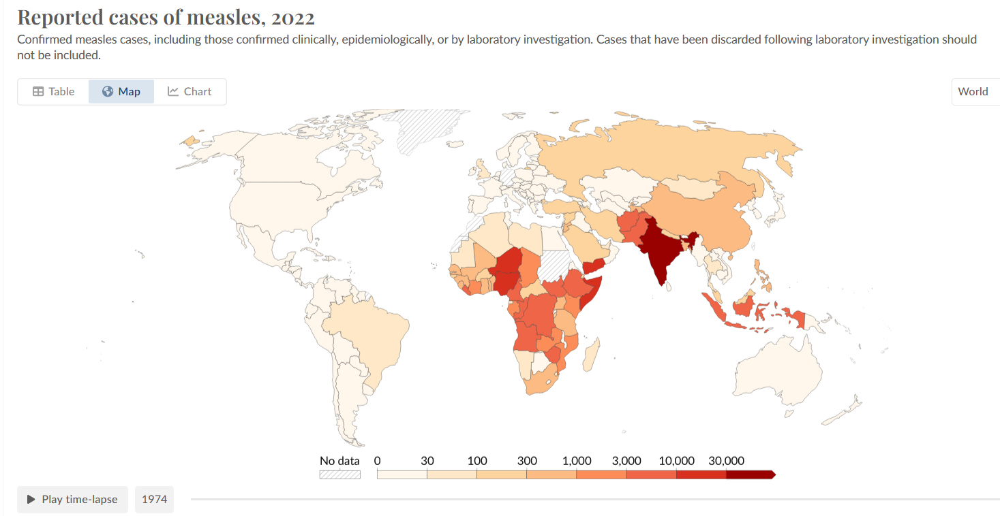 Reported cases of measles, 2022
Confirmed measles cases, including those confirmed clinically, epidemiologically, or by laboratory investigation. Cases that have been discarded following laboratory investigation should
not be included.
Table Map Chart World
No data 0 30 100 300 1,000 3,000 10,000 30,000
Play time-lapse 1974